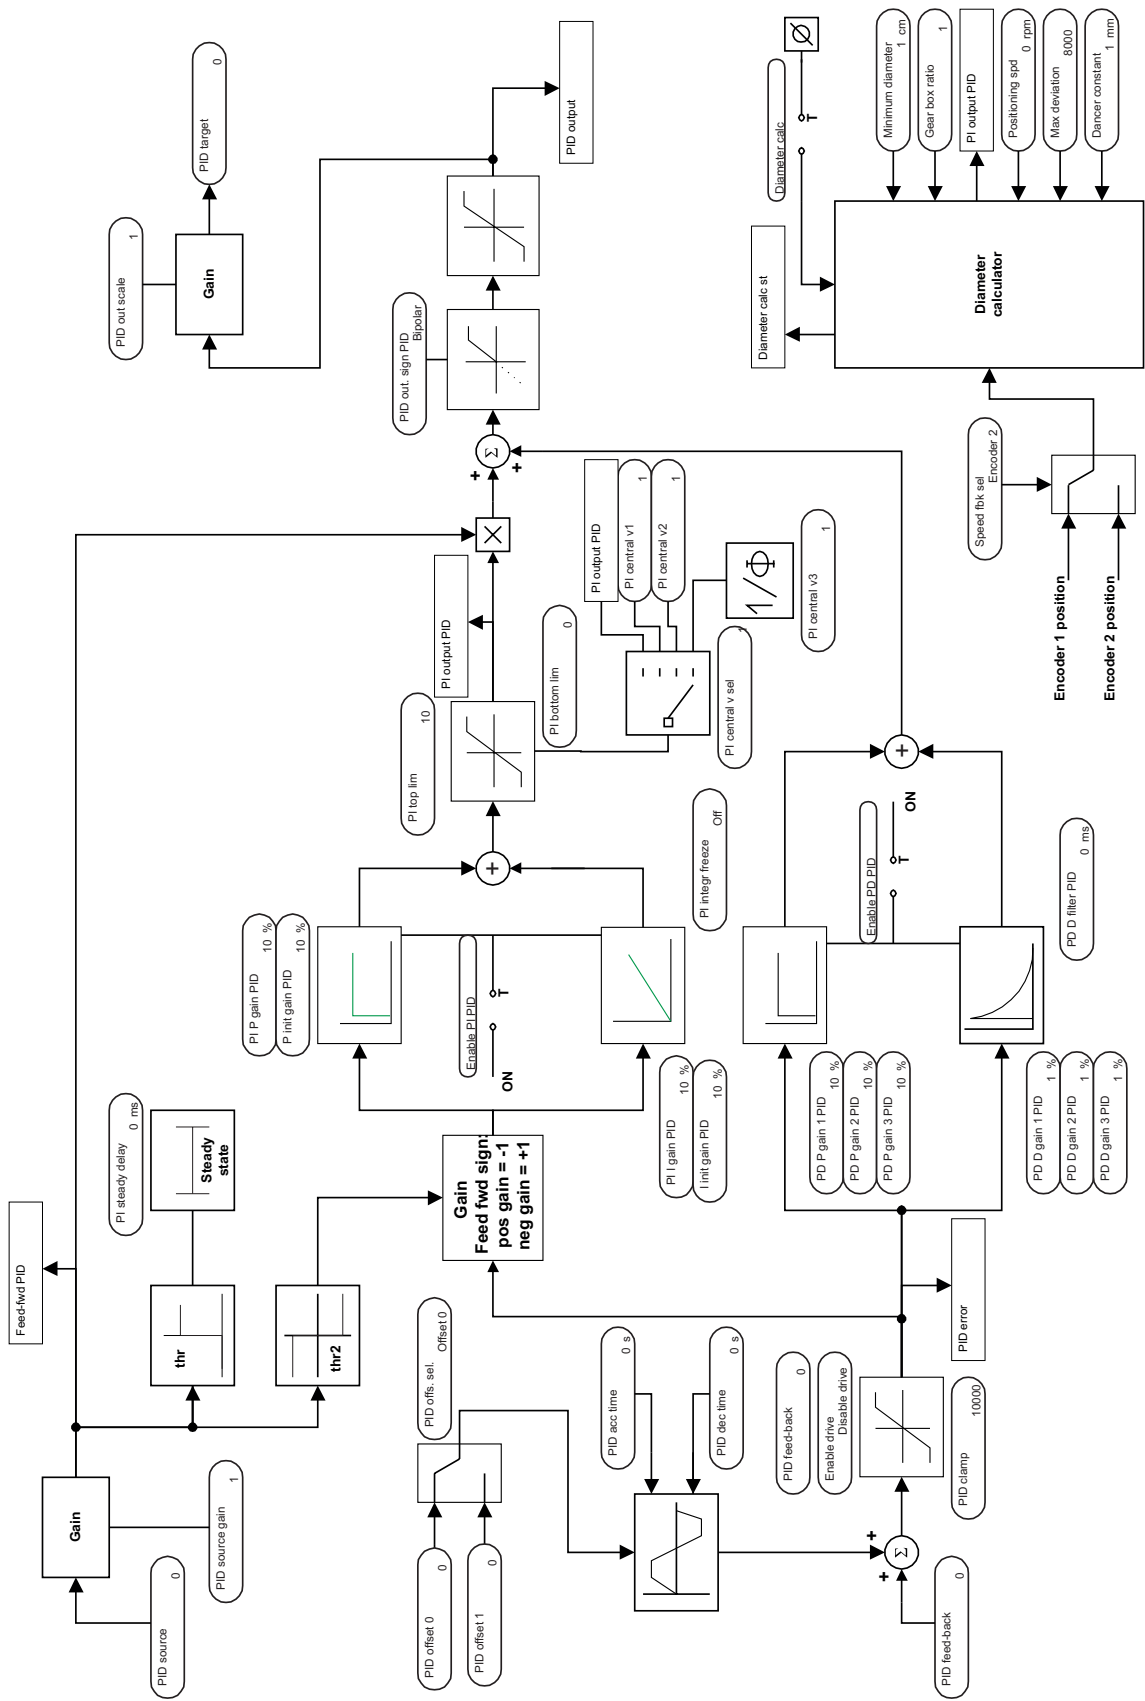 PID source
0
Gain
PID source gain
1
Feed-fwd PID
thr
PI steady delay
0 ms
Steady
state
thr2
PID offset 0
0
PID offset 1
0
PID offs. sel.
Offset 0
Gain
Feed fwd sign:
pos gain = -1
neg gain = +1
PI P gain PID
10 %
P init gain PID
10 %
Enable PI PID
ON
T
PI I gain PID
10 %
I init gain PID
10 %
PI integr freeze
Off
+
PI top lim
10
PI bottom lim
0
PI output PID
PI output PID
PI central v1
1
PI central v2
1
PI central v sel
1
1/Φ
PI central v3
1
+
+
Σ
PID out. sign PID
Bipolar
PID out scale
1
Gain
PID target
0
PID output
PID acc time
0 s
PID dec time
0 s
PID feed-back
0
+
+
Σ
PID feed-back
0
Enable drive
Disable drive
PID clamp
10000
PID error
PD P gain 1 PID
10 %
PD P gain 2 PID
10 %
PD P gain 3 PID
10 %
PD D gain 1 PID
1 %
PD D gain 2 PID
1 %
PD D gain 3 PID
1 %
Enable PD PID
T
ON
PD D filter PID
0 ms
+
Encoder 1 position
Encoder 2 position
Speed fbk sel
Encoder 2
Diameter calc st
Diameter calc
T
Ø
Diameter
calculator
Minimum diameter
1 cm
Gear box ratio
1
PI output PID
Positioning spd
0 rpm
Max deviation
8000
Dancer constant
1 mm